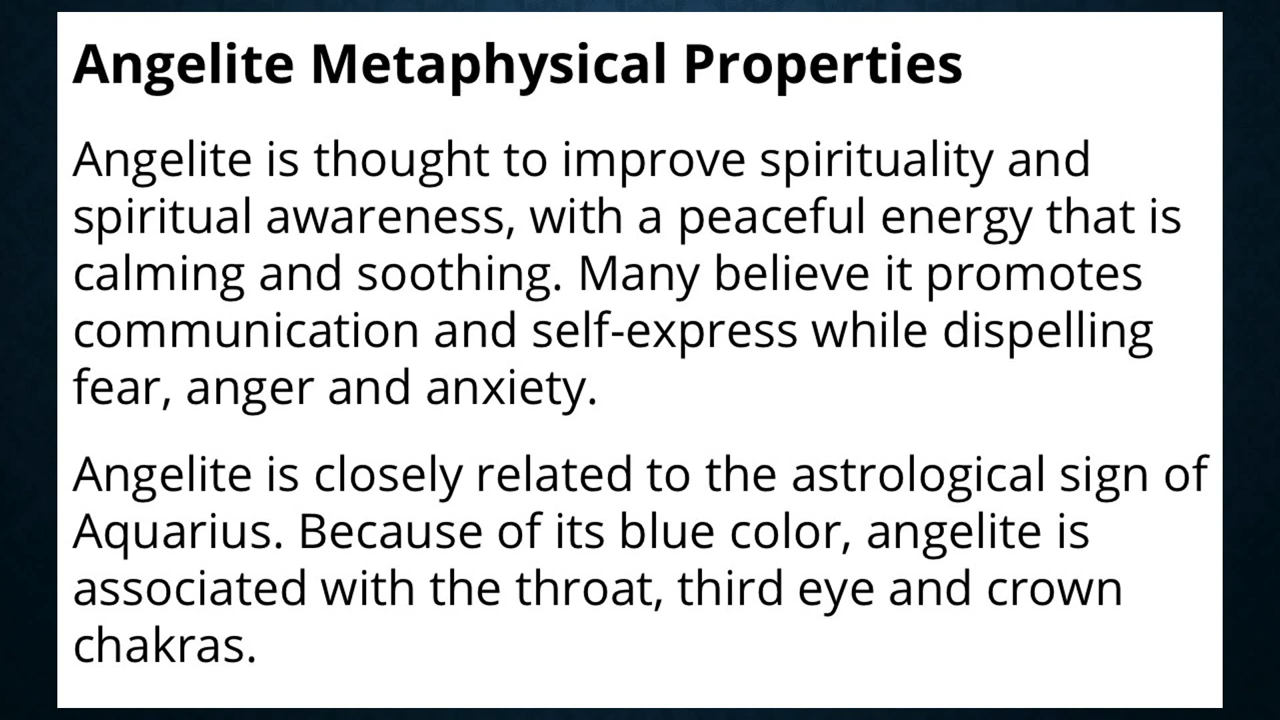 Angelite Metaphysical Properties
Angelite is thought to improve spirituality and
spiritual awareness, with a peaceful energy that is
calming and soothing. Many believe it promotes
communication and self-express while dispelling
fear, anger and anxiety.
Angelite is closely related to the astrological sign of
Aquarius. Because of its blue color, angelite is
associated with the throat, third eye and crown
chakras.